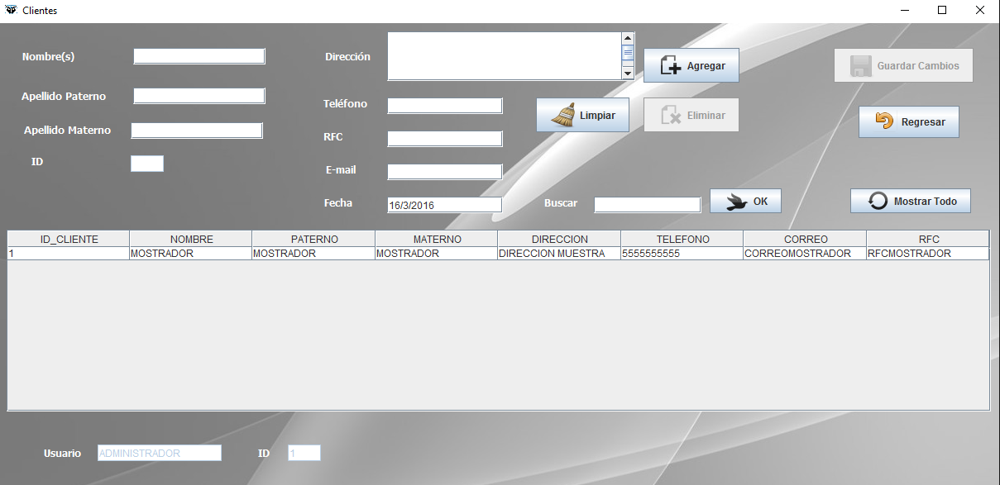 Clientes
Nombre(s)
Dirección
Agregar
Guardar Cambios
Apellido Paterno
Teléfono
Limpiar
Eliminar
Regresar
Apellido Materno
RFC
ID
E-mail
Fecha
16/3/2016
Buscar
OK
Mostrar Todo
ID_CLIENTE NOMBRE PATERNO MATERNO DIRECCION TELEFONO CORREO RFC
1 MOSTRADOR MOSTRADOR MOSTRADOR DIRECCION MUESTRA 5555555555 CORREOMOSTRADOR RFCMOSTRADOR
Usuario ADMINISTRADOR ID 1